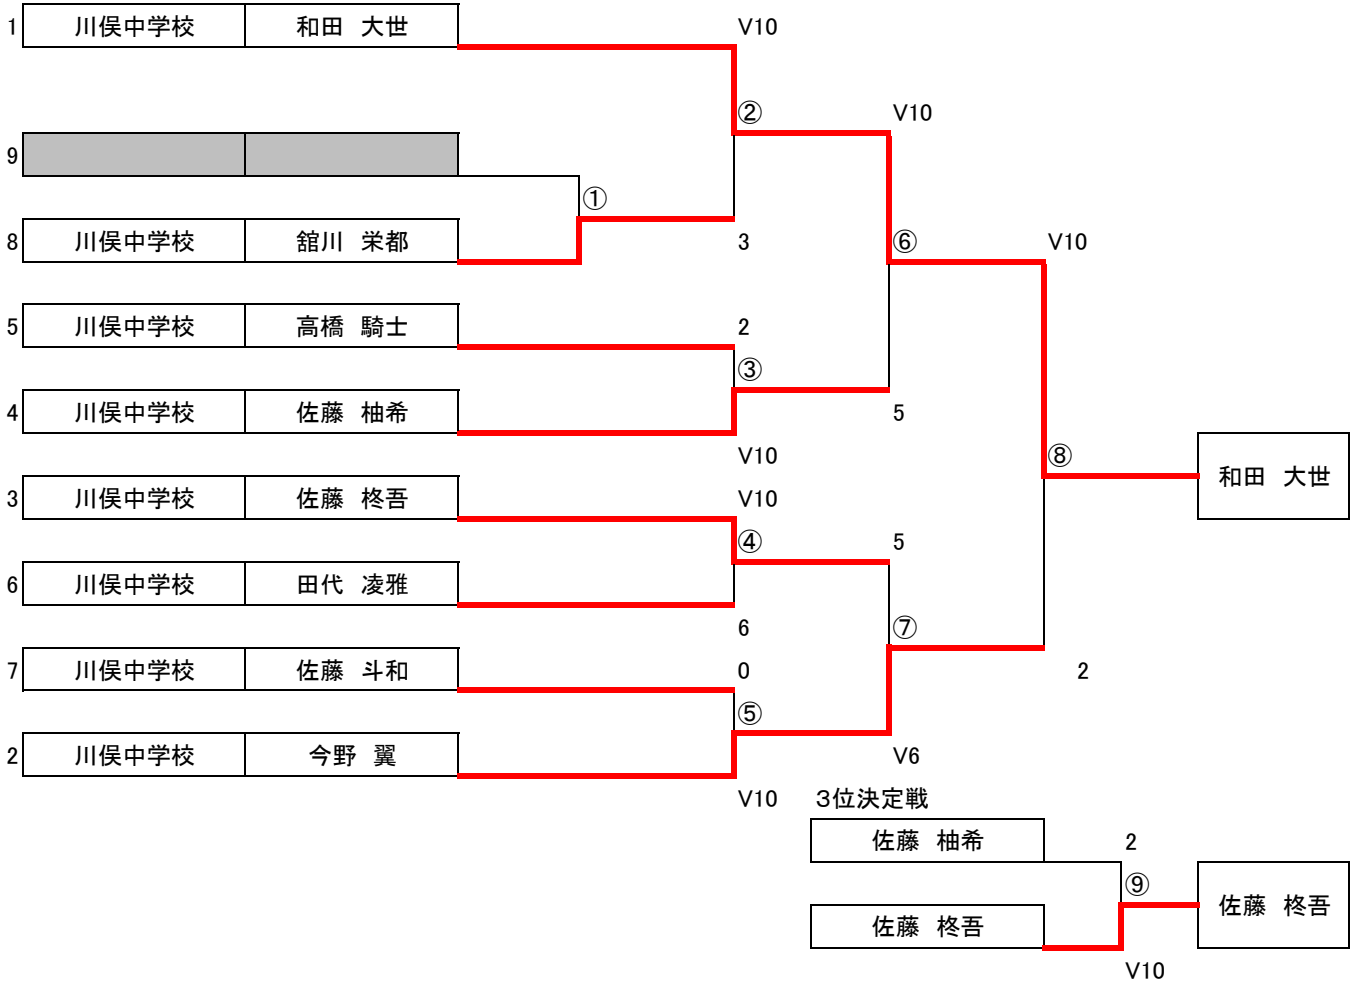 1 川俣中学校 和田　大世 V10
② V10
9
①
8 川俣中学校 舘川　栄都 3 ⑥ V10
5 川俣中学校 高橋　騎士 2
③
4 川俣中学校 佐藤　柚希 5
V10 ⑧
3 川俣中学校 佐藤　柊吾 V10 和田　大世
④ 5
6 川俣中学校 田代　凌雅
6 ⑦
7 川俣中学校 佐藤　斗和 0 2
⑤
2 川俣中学校 今野　翼 V6
V10 3位決定戦
佐藤　柚希 2
⑨
佐藤　柊吾 佐藤　柊吾
V10